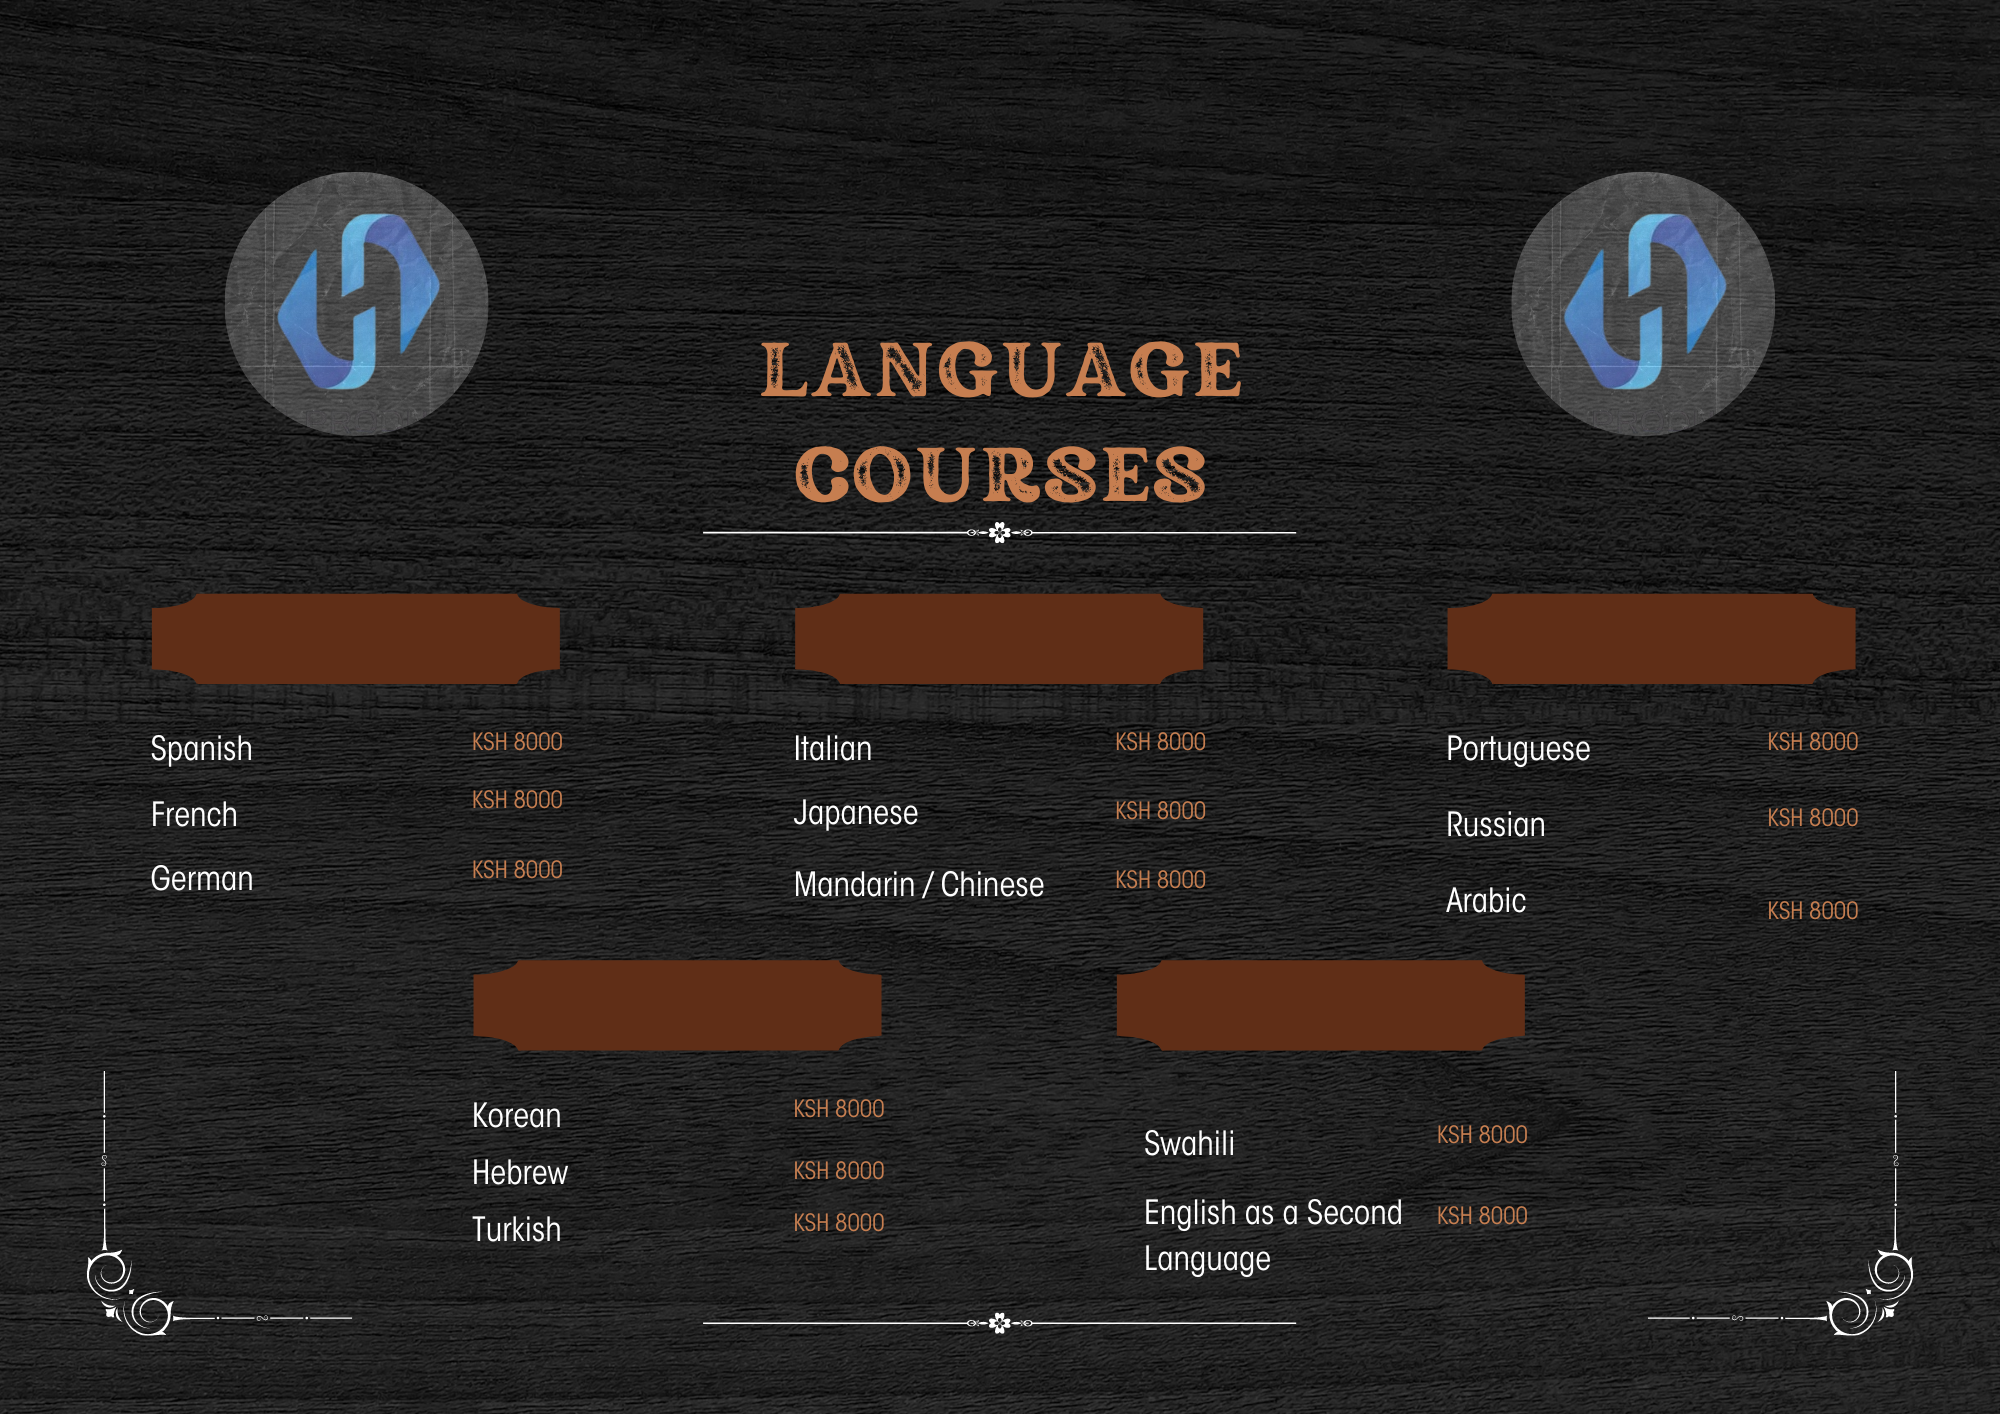 LANGUAGE
COURSES
Spanish KSH 8000
French KSH 8000
German KSH 8000
Italian KSH 8000
Japanese KSH 8000
Mandarin / Chinese KSH 8000
Portuguese KSH 8000
Russian KSH 8000
Arabic KSH 8000
Korean KSH 8000
Hebrew KSH 8000
Turkish KSH 8000
Swahili KSH 8000
English as a Second KSH 8000
Language